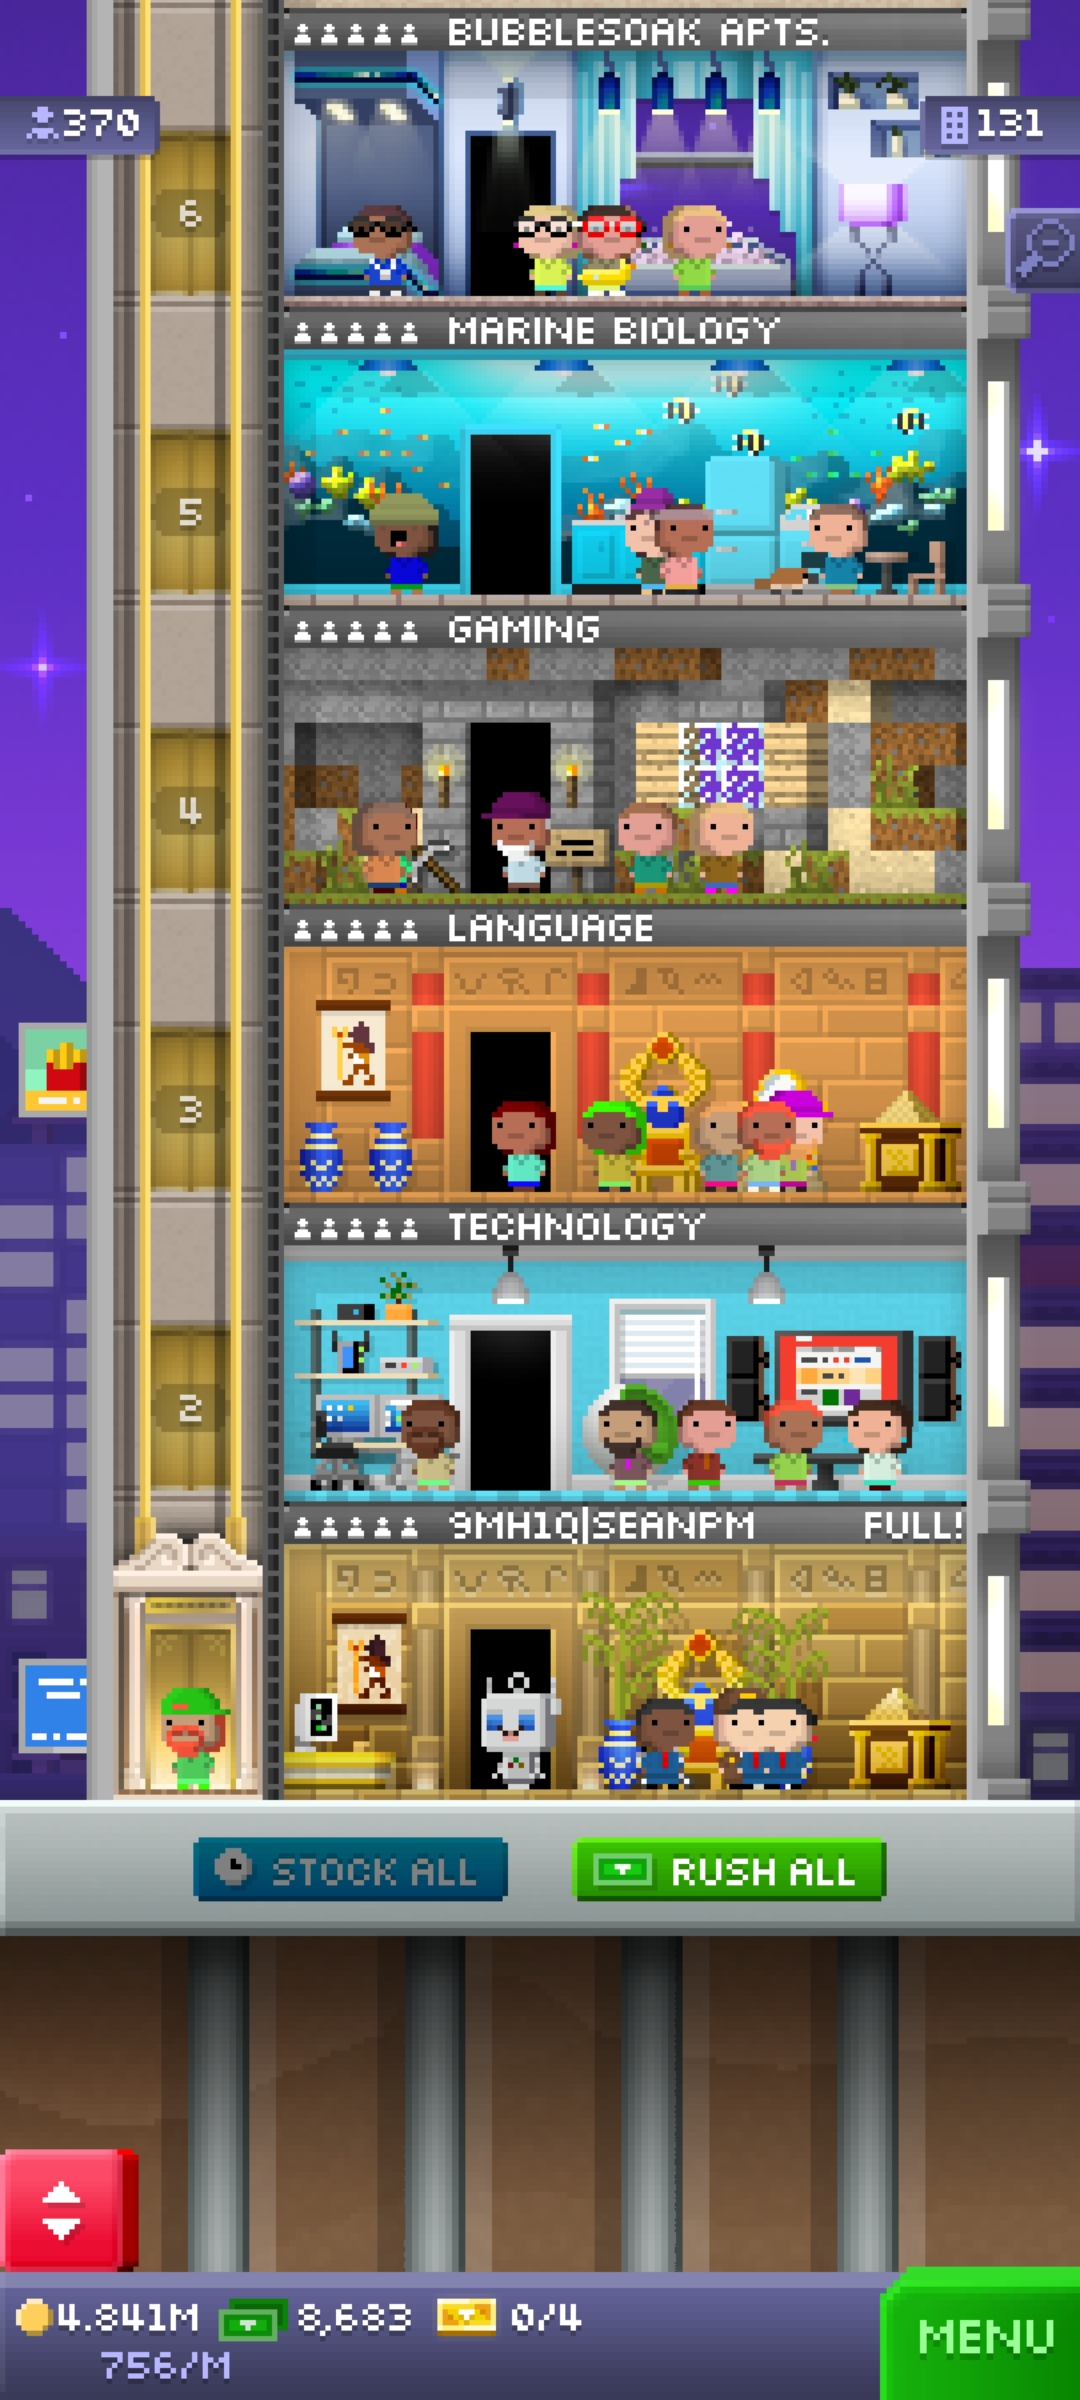 BUBBLESOAK APTS.
370
131
6
MARINE BIOLOGY
5
GAMING
4
LANGUAGE
3
TECHNOLOGY
2
9MH1Q|SEANPM FULL!
STOCK ALL
RUSH ALL
4.841M 8,683 0/4
756/M
MENU